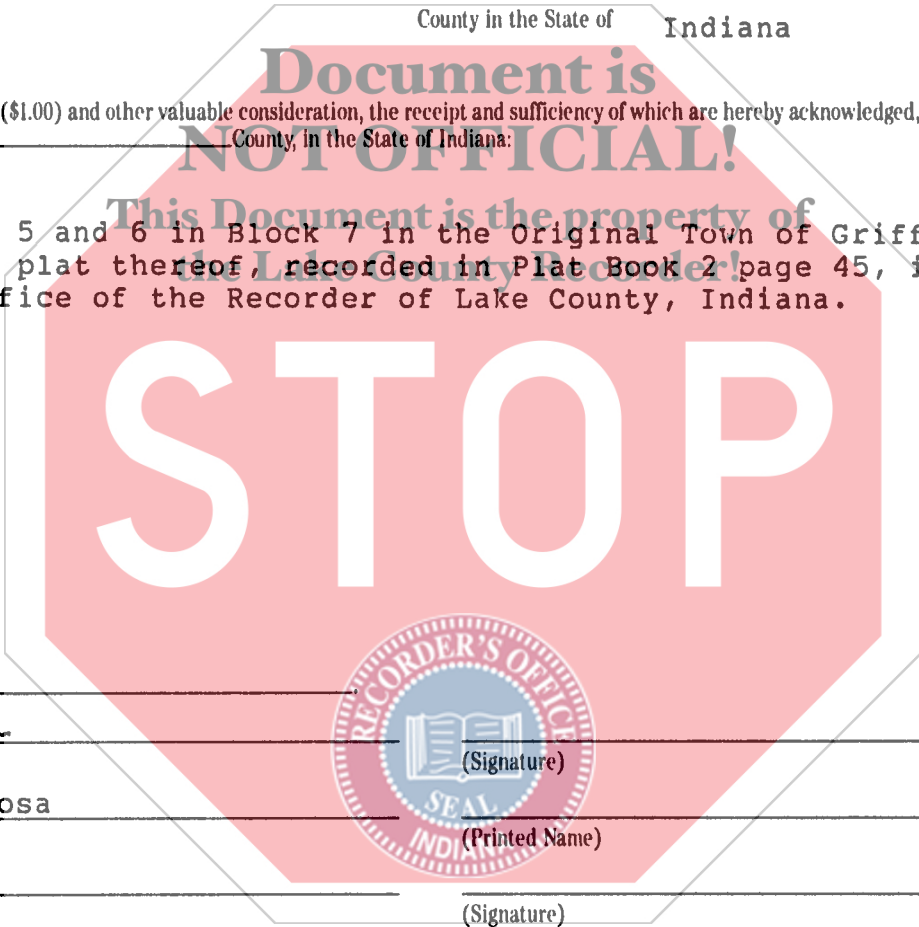 County in the State of Indiana
Document is
($1.00) and other valuable consideration, the receipt and sufficiency of which are hereby acknowledged,
NOT OFFICIAL!
County, in the State of Indiana:
This Document is the property of
5 and 6 in Block 7 in the Original Town of Griff
the Lake County Recorder!
plat thereof, recorded in Plat Book 2 page 45, i
fice of the Recorder of Lake County, Indiana.
STOP
RECORDER'S OFFICE
SEAL
INDIANA
(Signature)
osa
(Printed Name)
(Signature)